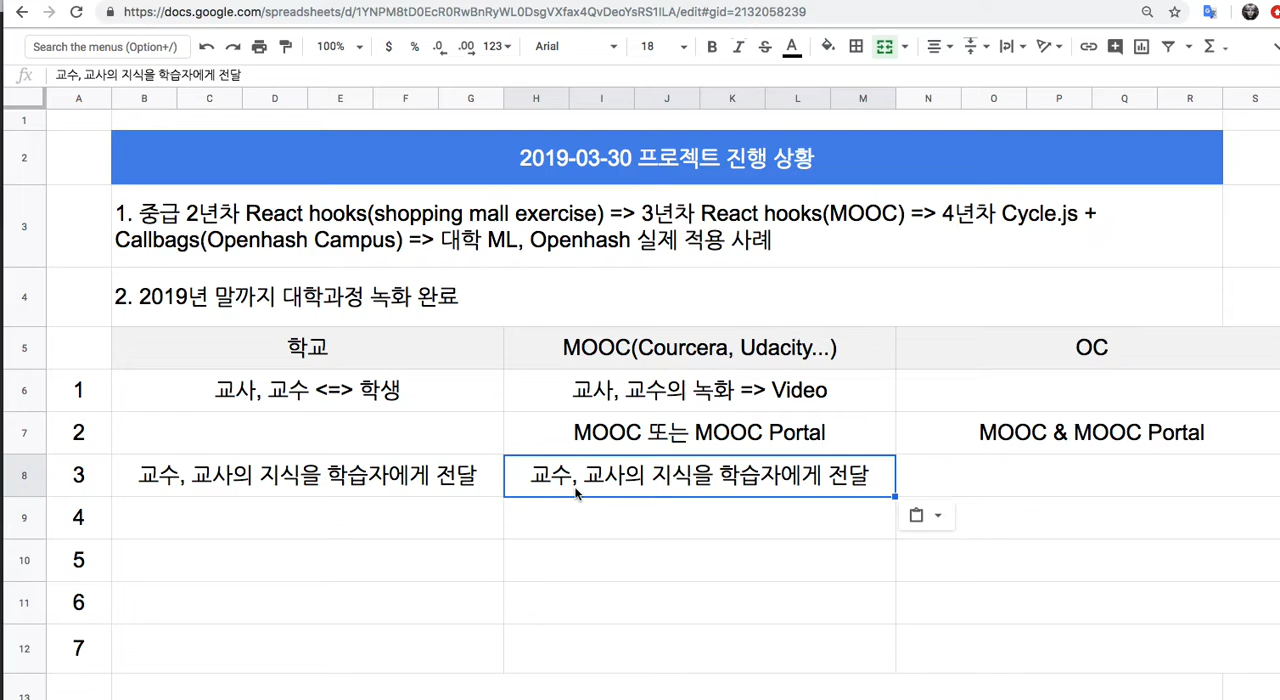 https://docs.google.com/spreadsheets/d/1YNPM8tD0EcR0RwBnRyWL0DsgVXfax4QvDeoYsRS1ILA/edit#gid=2132058239
Search the menus (Option+/) 100% $ % .0 .00 123 Arial 18 B I S A Σ
fx 교수, 교사의 지식을 학습자에게 전달
A B C D E F G H I J K L M N O P Q R S
1
2 2019-03-30 프로젝트 진행 상황
3 1. 중급 2년차 React hooks(shopping mall exercise) => 3년차 React hooks(MOOC) => 4년차 Cycle.js +
Callbags(Openhash Campus) => 대학 ML, Openhash 실제 적용 사례
4 2. 2019년 말까지 대학과정 녹화 완료
5 학교 MOOC(Courcera, Udacity...) OC
6 1 교사, 교수 <=> 학생 교사, 교수의 녹화 => Video
7 2 MOOC 또는 MOOC Portal MOOC & MOOC Portal
8 3 교수, 교사의 지식을 학습자에게 전달 교수, 교사의 지식을 학습자에게 전달
9 4
10 5
11 6
12 7
13